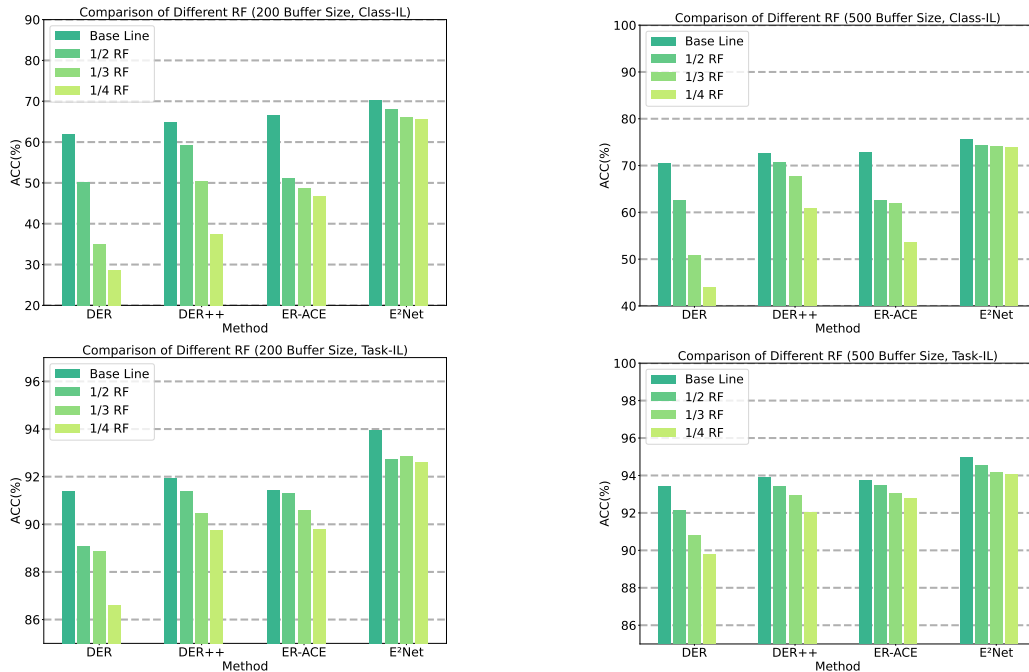 Comparison of Different RF (200 Buffer Size, Class-IL)
90
80
70
60
50
40
30
20
ACC(%)
Base Line
1/2 RF
1/3 RF
1/4 RF
DER
DER++
ER-ACE
E²Net
Method
Comparison of Different RF (500 Buffer Size, Class-IL)
100
90
80
70
60
50
40
ACC(%)
Base Line
1/2 RF
1/3 RF
1/4 RF
DER
DER++
ER-ACE
E²Net
Method
Comparison of Different RF (200 Buffer Size, Task-IL)
96
94
92
90
88
86
ACC(%)
Base Line
1/2 RF
1/3 RF
1/4 RF
DER
DER++
ER-ACE
E²Net
Method
Comparison of Different RF (500 Buffer Size, Task-IL)
100
98
96
94
92
90
88
86
ACC(%)
Base Line
1/2 RF
1/3 RF
1/4 RF
DER
DER++
ER-ACE
E²Net
Method